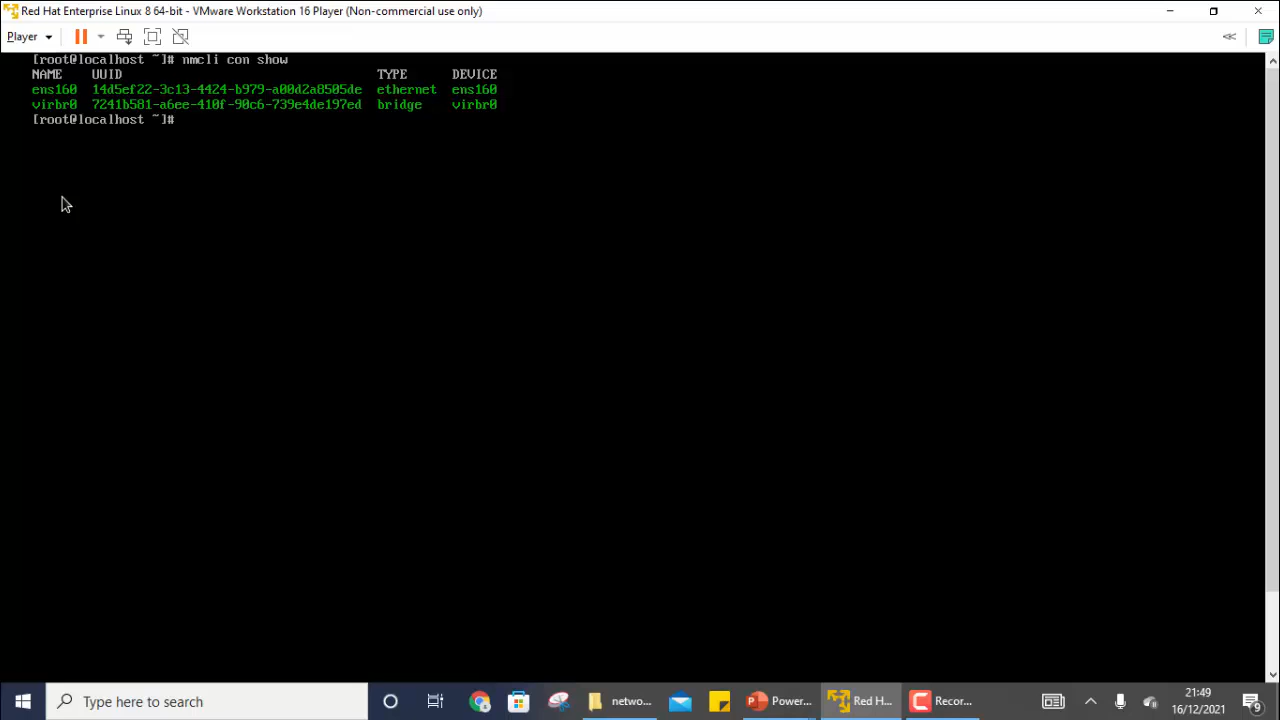 Red Hat Enterprise Linux 8 64-bit - VMware Workstation 16 Player (Non-commercial use only)
Player
[root@localhost ~]# nmcli con show
NAME UUID TYPE DEVICE
ens160 14d5ef22-3c13-4424-b979-a00d2a8505de ethernet ens160
virbr0 7241b581-a6ee-410f-90c6-739e4de197ed bridge virbr0
[root@localhost ~]#
Type here to search
netwo...
Power...
Red H...
Recor...
21:49
16/12/2021
9